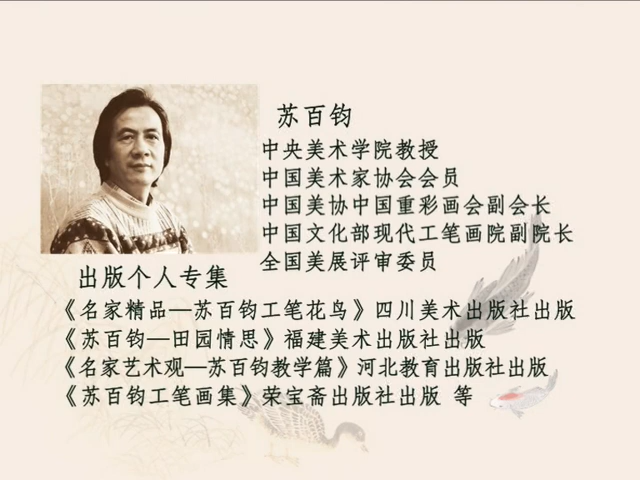 苏百钧
中央美术学院教授
中国美术家协会会员
中国美协中国重彩画会副会长
中国文化部现代工笔画院副院长
全国美展评审委员
出版个人专集
《名家精品—苏百钧工笔花鸟》四川美术出版社出版
《苏百钧—田园情思》福建美术出版社出版
《名家艺术观—苏百钧教学篇》河北教育出版社出版
《苏百钧工笔画集》荣宝斋出版社出版 等